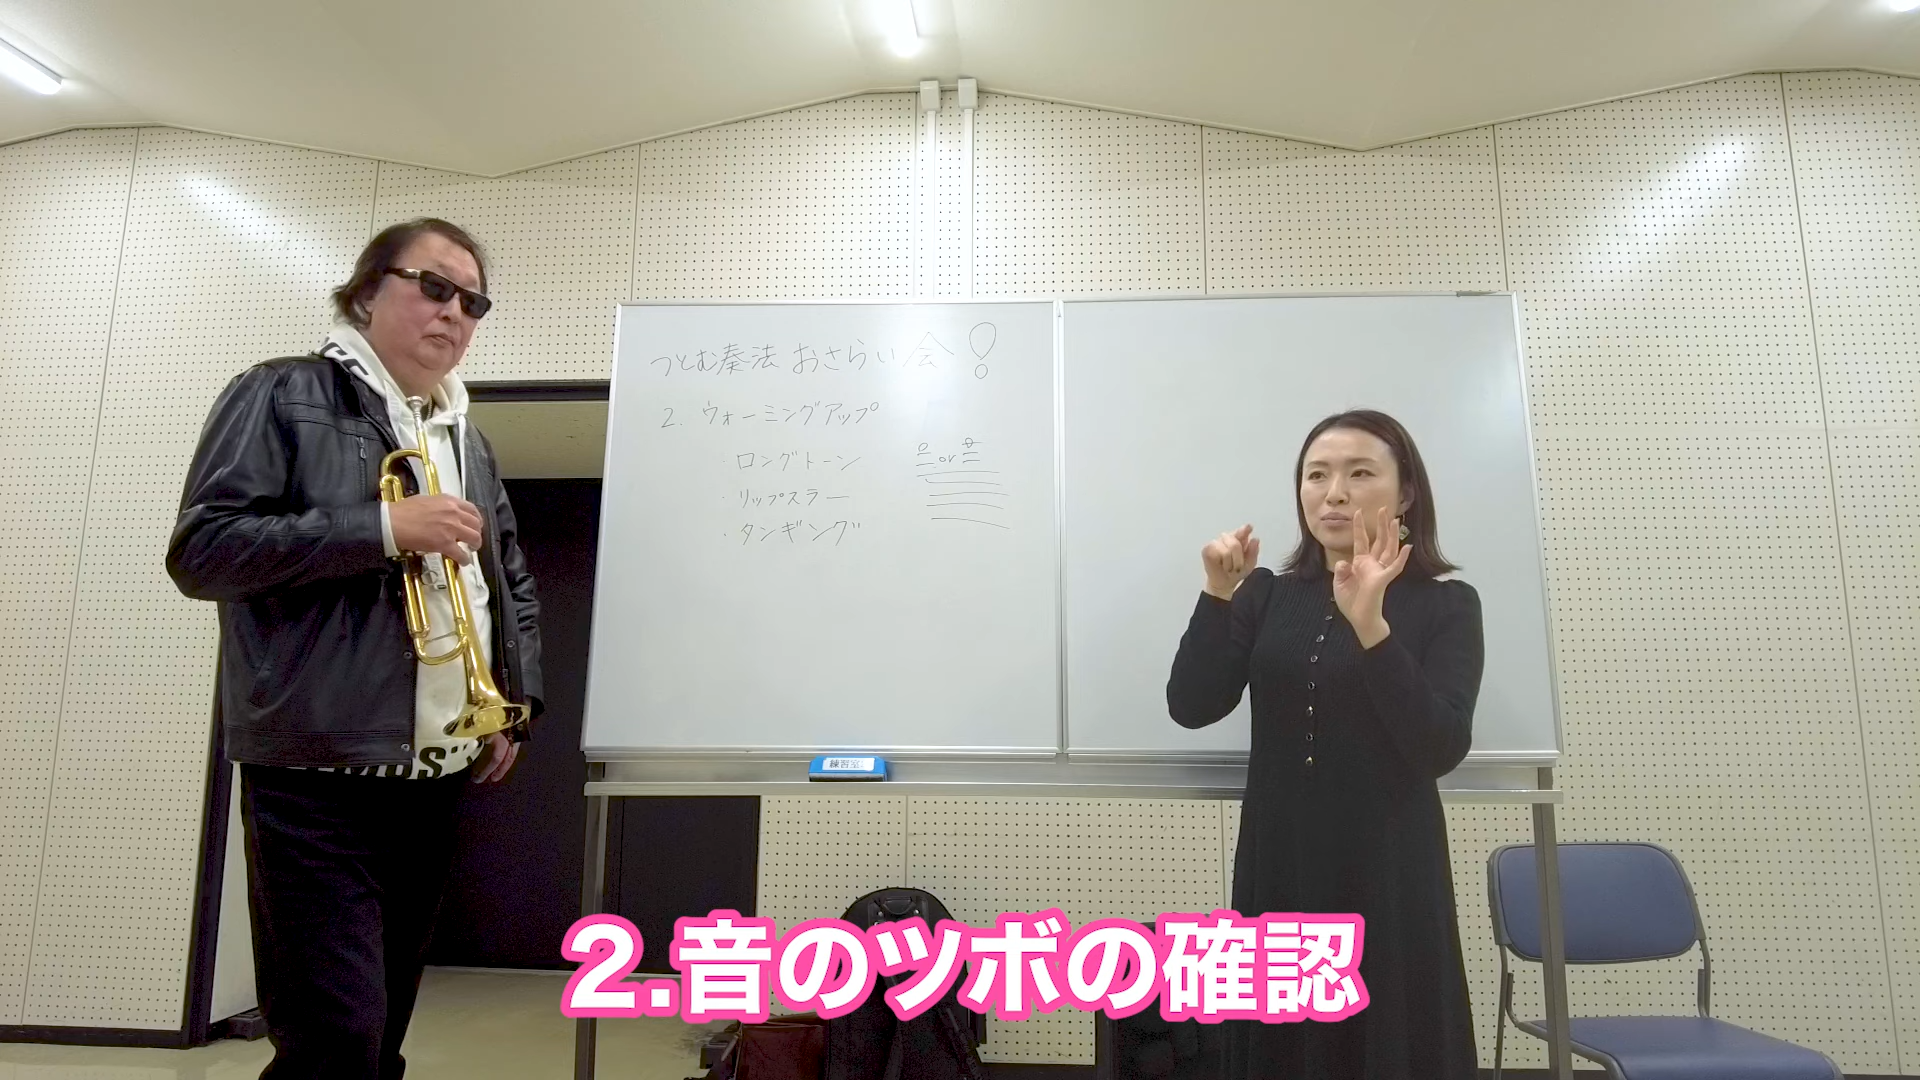 つとむ奏法 おさらい会!
2. ウォーミングアップ
・ロングトーン
・リップスラー
・タンギング
or
練習室
2.音のツボの確認